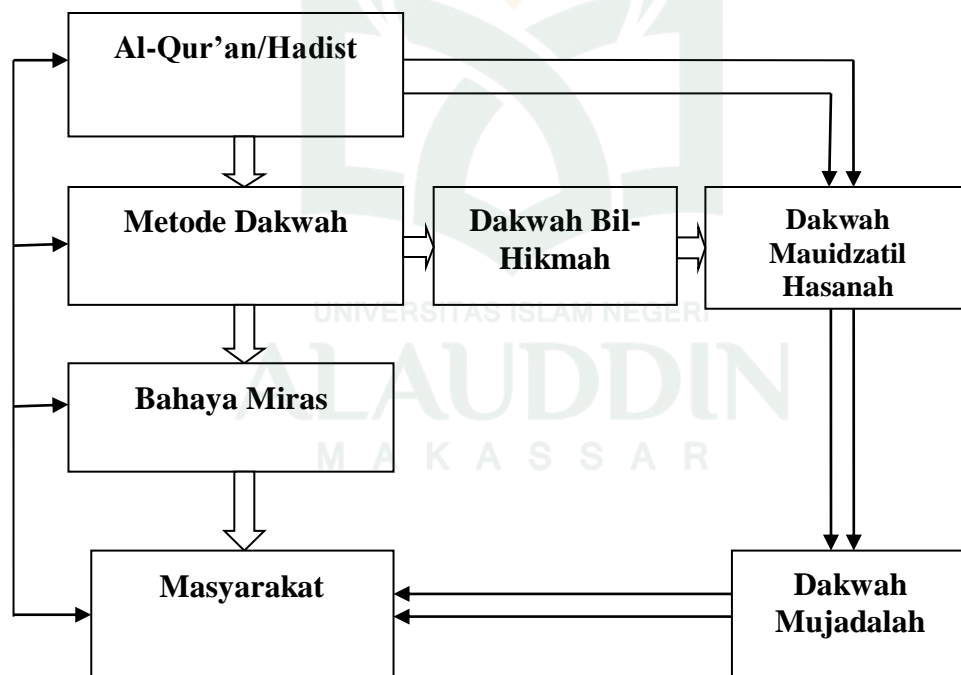 Al-Qur’an/Hadist
Metode Dakwah
Dakwah Bil-
Hikmah
Dakwah
Mauidzatil
Hasanah
UNIVERSITAS ISLAM NEGERI
Bahaya Miras
ALAUDDIN
MAKASSAR
Masyarakat
Dakwah
Mujadalah